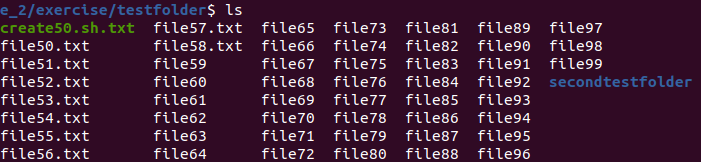 e_2/exercise/testfolder$ ls
create50.sh.txt file57.txt file65 file73 file81 file89 file97
file50.txt file58.txt file66 file74 file82 file90 file98
file51.txt file59 file67 file75 file83 file91 file99
file52.txt file60 file68 file76 file84 file92 secondtestfolder
file53.txt file61 file69 file77 file85 file93
file54.txt file62 file70 file78 file86 file94
file55.txt file63 file71 file79 file87 file95
file56.txt file64 file72 file80 file88 file96